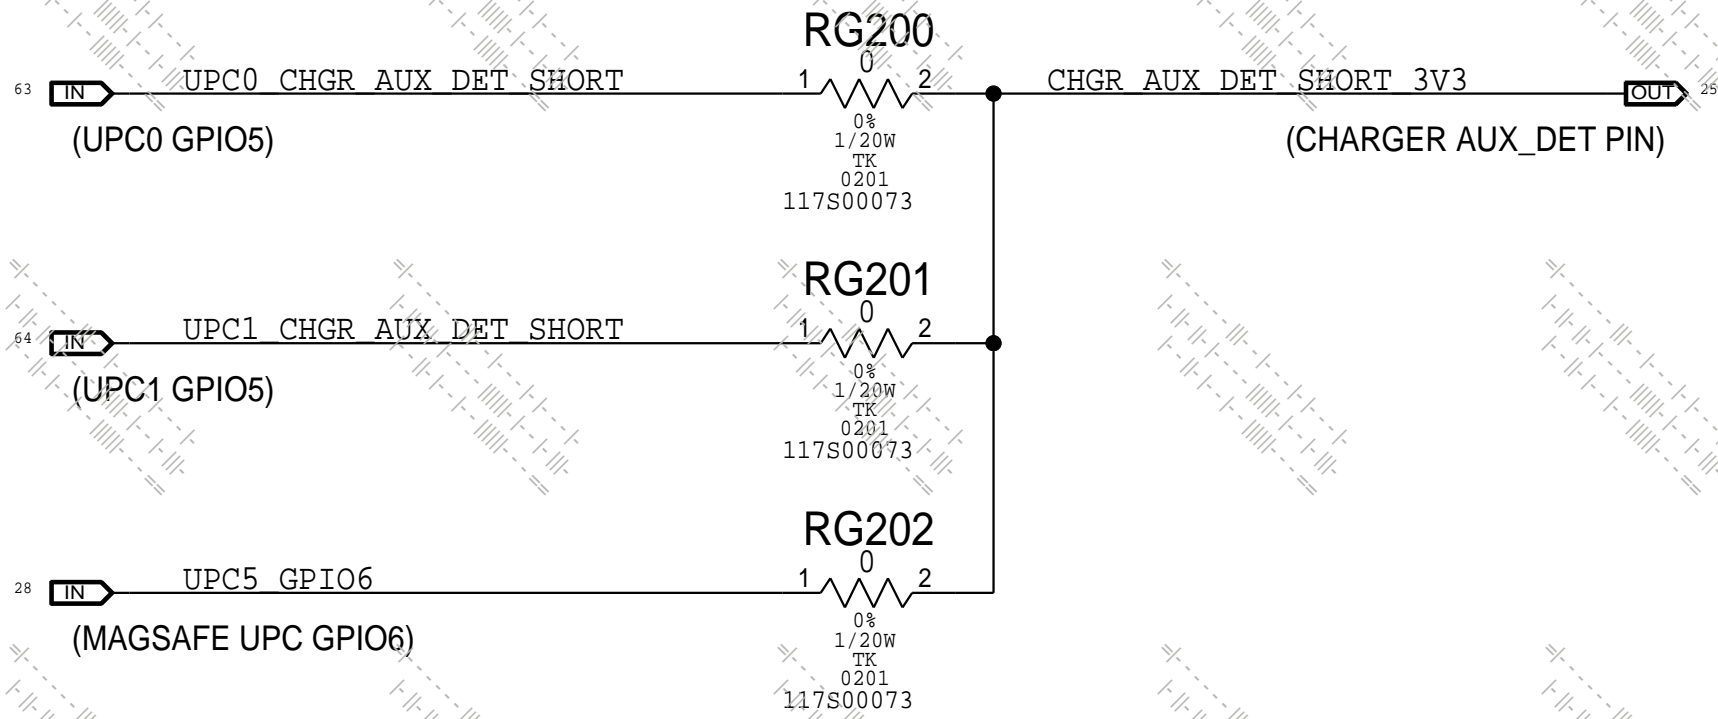 RG200
0
63 IN UPC0_CHGR_AUX_DET_SHORT 1 2 CHGR_AUX_DET_SHORT_3V3 OUT 25
(UPC0 GPIO5) (CHARGER AUX_DET PIN)
0%
1/20W
TK
0201
117S00073
RG201
0
64 IN UPC1_CHGR_AUX_DET_SHORT 1 2
(UPC1 GPIO5)
0%
1/20W
TK
0201
117S00073
RG202
0
28 IN UPC5_GPIO6 1 2
(MAGSAFE UPC GPIO6)
0%
1/20W
TK
0201
117S00073